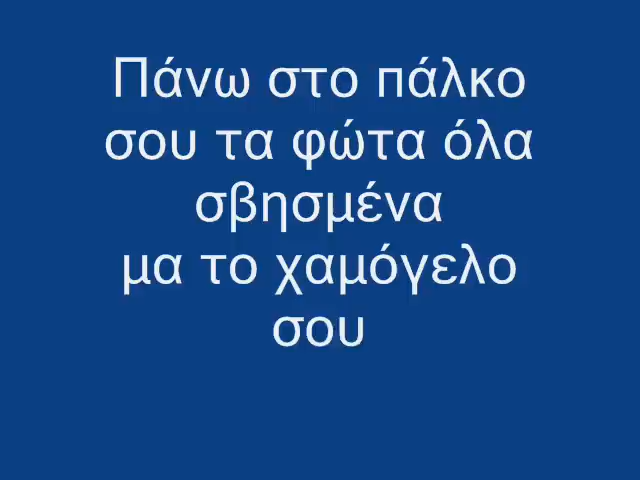 Πάνω στο πάλκο
σου τα φώτα όλα
σβησμένα
μα το χαμόγελο
σου